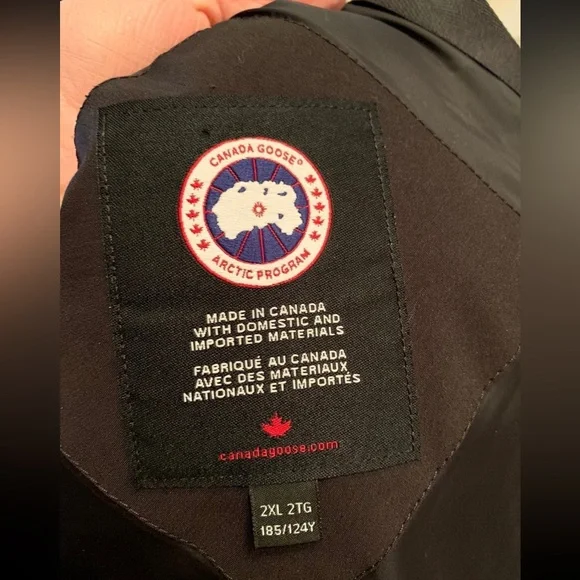 CANADA GOOSE®
ARCTIC PROGRAM
MADE IN CANADA
WITH DOMESTIC AND
IMPORTED MATERIALS
FABRIQUÉ AU CANADA
AVEC DES MATERIAUX
NATIONAUX ET IMPORTÉS
canadagoose.com
2XL 2TG
185/124Y